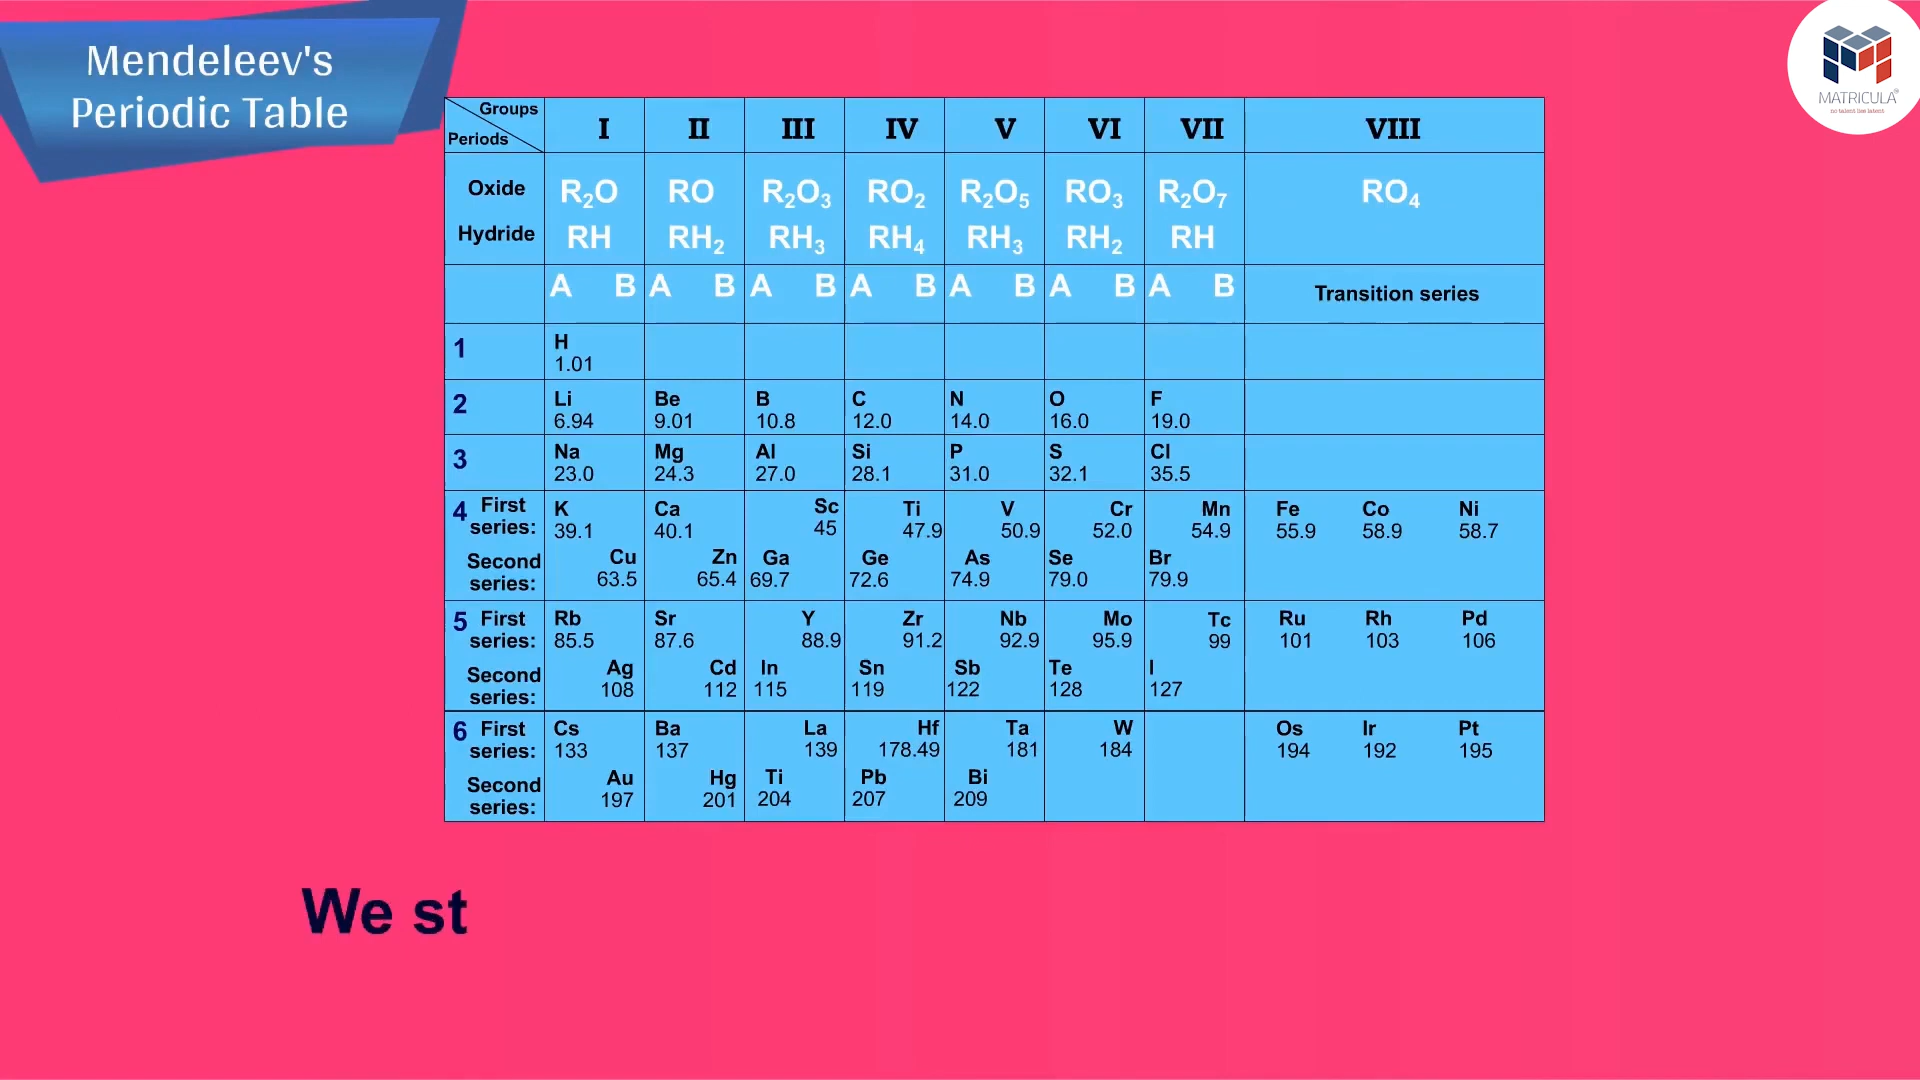 Mendeleev's
Periodic Table
MATRICULA
no talent lies latent
Groups I II III IV V VI VII VIII
Periods
Oxide R₂O RO R₂O₃ RO₂ R₂O₅ RO₃ R₂O₇ RO₄
Hydride RH RH₂ RH₃ RH₄ RH₃ RH₂ RH
A B A B A B A B A B A B A B Transition series
1 H
1.01
2 Li Be B C N O F
6.94 9.01 10.8 12.0 14.0 16.0 19.0
3 Na Mg Al Si P S Cl
23.0 24.3 27.0 28.1 31.0 32.1 35.5
4 First K Ca Sc Ti V Cr Mn Fe Co Ni
series: 39.1 40.1 45 47.9 50.9 52.0 54.9 55.9 58.9 58.7
Second Cu Zn Ga Ge As Se Br
series: 63.5 65.4 69.7 72.6 74.9 79.0 79.9
5 First Rb Sr Y Zr Nb Mo Tc Ru Rh Pd
series: 85.5 87.6 88.9 91.2 92.9 95.9 99 101 103 106
Second Ag Cd In Sn Sb Te I
series: 108 112 115 119 122 128 127
6 First Cs Ba La Hf Ta W Os Ir Pt
series: 133 137 139 178.49 181 184 194 192 195
Second Au Hg Ti Pb Bi
series: 197 201 204 207 209
We st